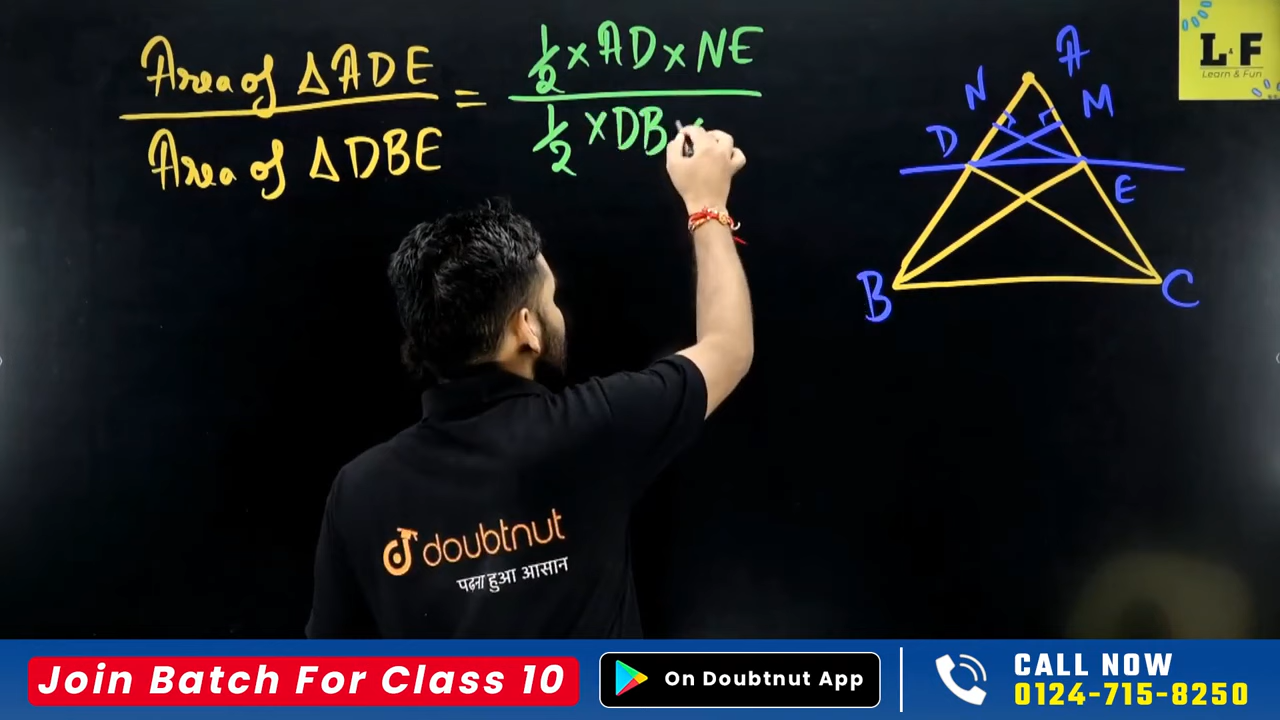 Area of ΔADE
Area of ΔDBE
=
1/2 × AD × NE
1/2 × DB ×
A
N
M
D
E
B
C
L&F
Learn & Fun
doubtnut
पढ़ना हुआ आसान
Join Batch For Class 10
On Doubtnut App
CALL NOW
0124-715-8250